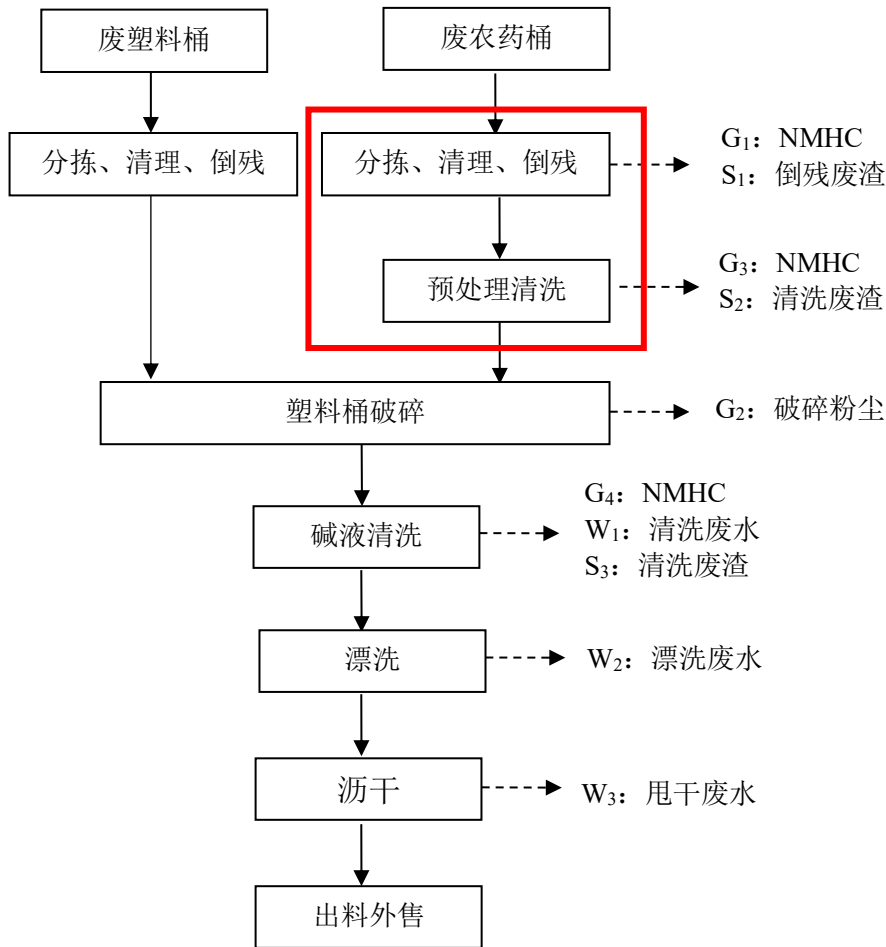 废塑料桶
废农药桶
分拣、清理、倒残
分拣、清理、倒残
G₁：NMHC
S₁：倒残废渣
预处理清洗
G₃：NMHC
S₂：清洗废渣
塑料桶破碎
G₂：破碎粉尘
碱液清洗
G₄：NMHC
W₁：清洗废水
S₃：清洗废渣
漂洗
W₂：漂洗废水
沥干
W₃：甩干废水
出料外售